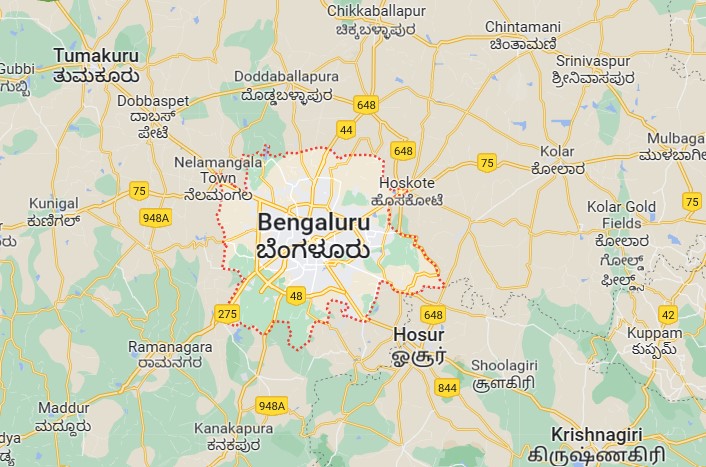 Chikkaballapur
ಚಿಕ್ಕಬಳ್ಳಾಪುರ
Chintamani
ಚಿಂತಾಮಣಿ
Tumakuru
ತುಮಕೂರು
Gubbi
ಗುಬ್ಬಿ
Srinivaspur
ಶ್ರೀನಿವಾಸಪುರ
Doddaballapura
ದೊಡ್ಡಬಳ್ಳಾಪುರ
Dobbaspet
ದಾಬಸ್
ಪೇಟೆ
648
44
648
75
Nelamangala
Town
ನೆಲಮಂಗಲ
Kolar
ಕೋಲಾರ
Mulbaga
ಮುಳಬಾಗಿಲ
75
Hoskote
ಹೊಸಕೋಟೆ
Kunigal
ಕುಣಿಗಲ್
948A
75
Kolar Gold
Fields
ಕೋಲಾರ
ಗೋಲ್ಡ್
ಫೀಲ್ಡ್ಸ್
Bengaluru
ಬೆಂಗಳೂರು
48
275
648
42
Hosur
ஓசூர்
Kuppam
ಕುಪ್ಪಮ್
Ramanagara
ರಾಮನಗರ
Shoolagiri
சூளகிரி
844
Maddur
ಮದ್ದೂರು
948A
Kanakapura
ಕನಕಪುರ
Krishnagiri
கிருஷ்ணகிரி